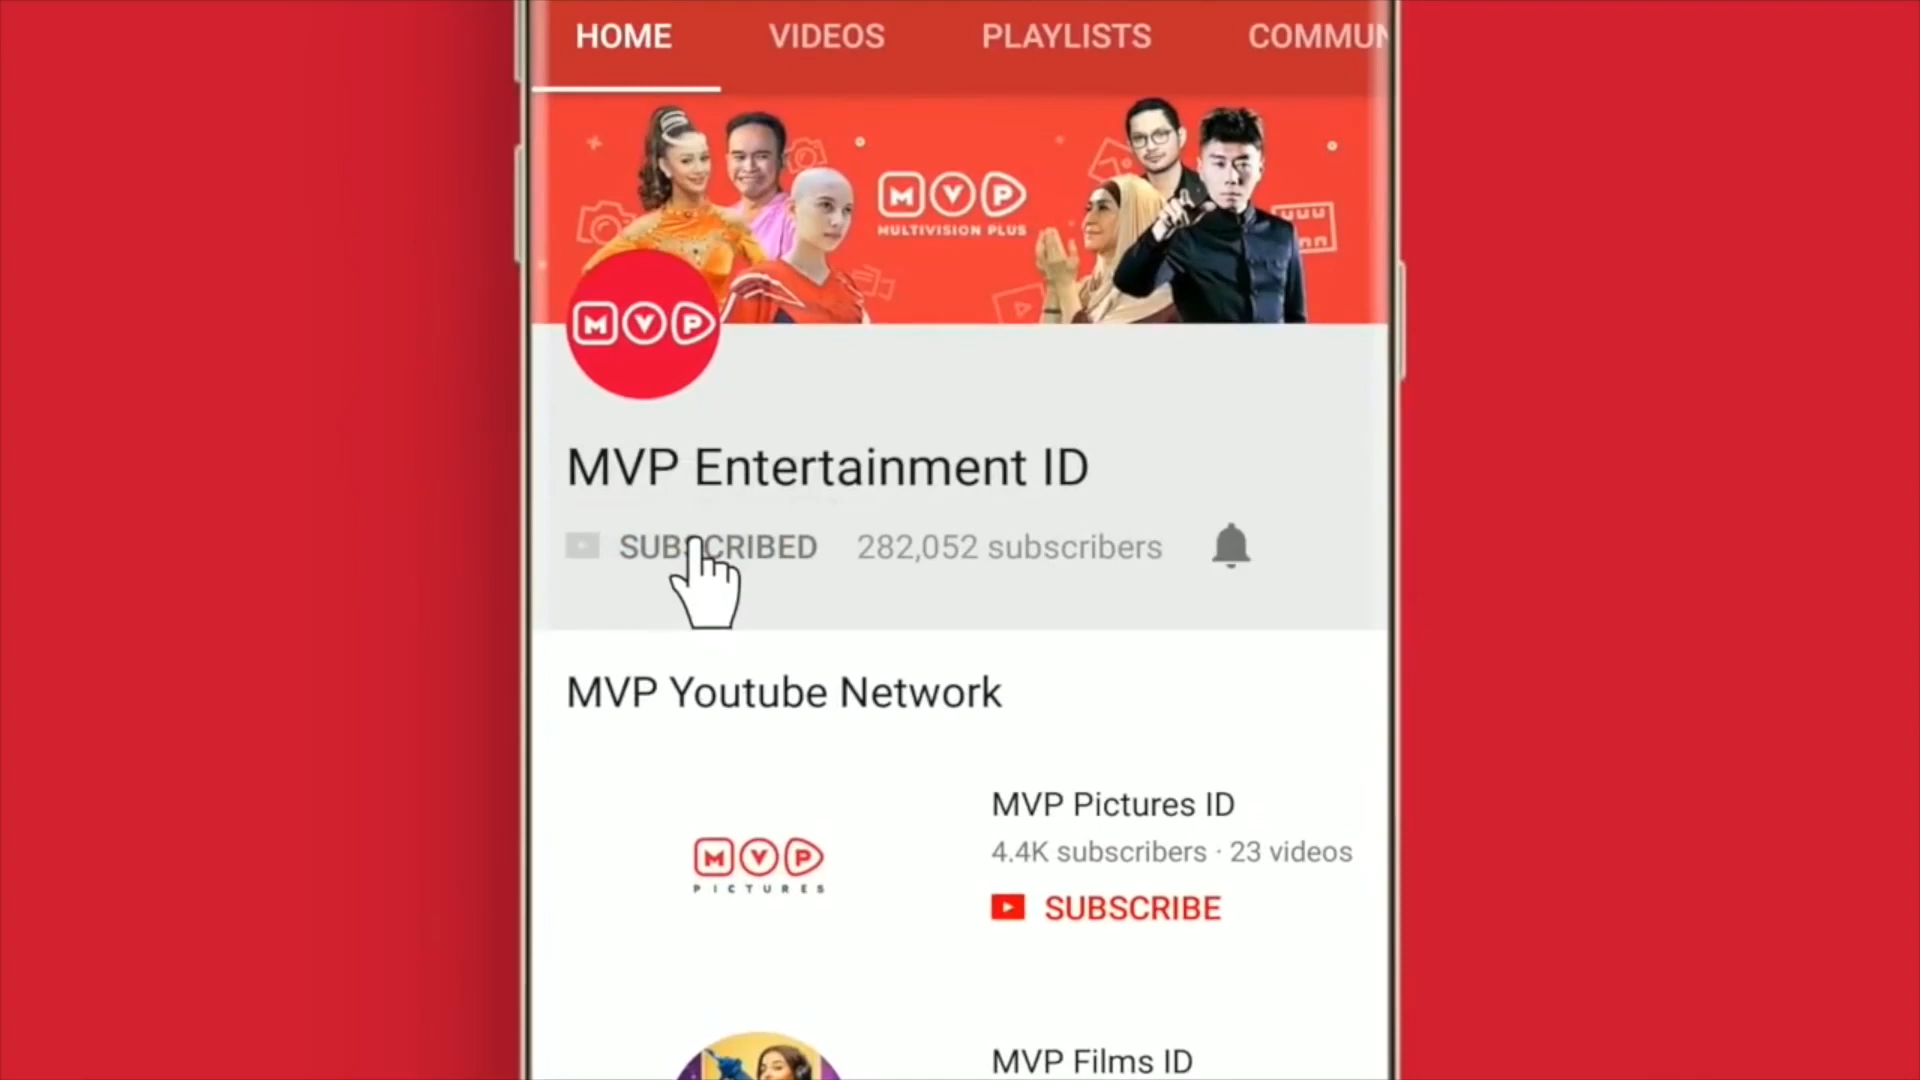 HOME VIDEOS PLAYLISTS COMMUN
MVP
MULTIVISION PLUS
MVP
MVP Entertainment ID
SUBSCRIBED 282,052 subscribers
MVP Youtube Network
MVP
PICTURES
MVP Pictures ID
4.4K subscribers · 23 videos
SUBSCRIBE
MVP Films ID